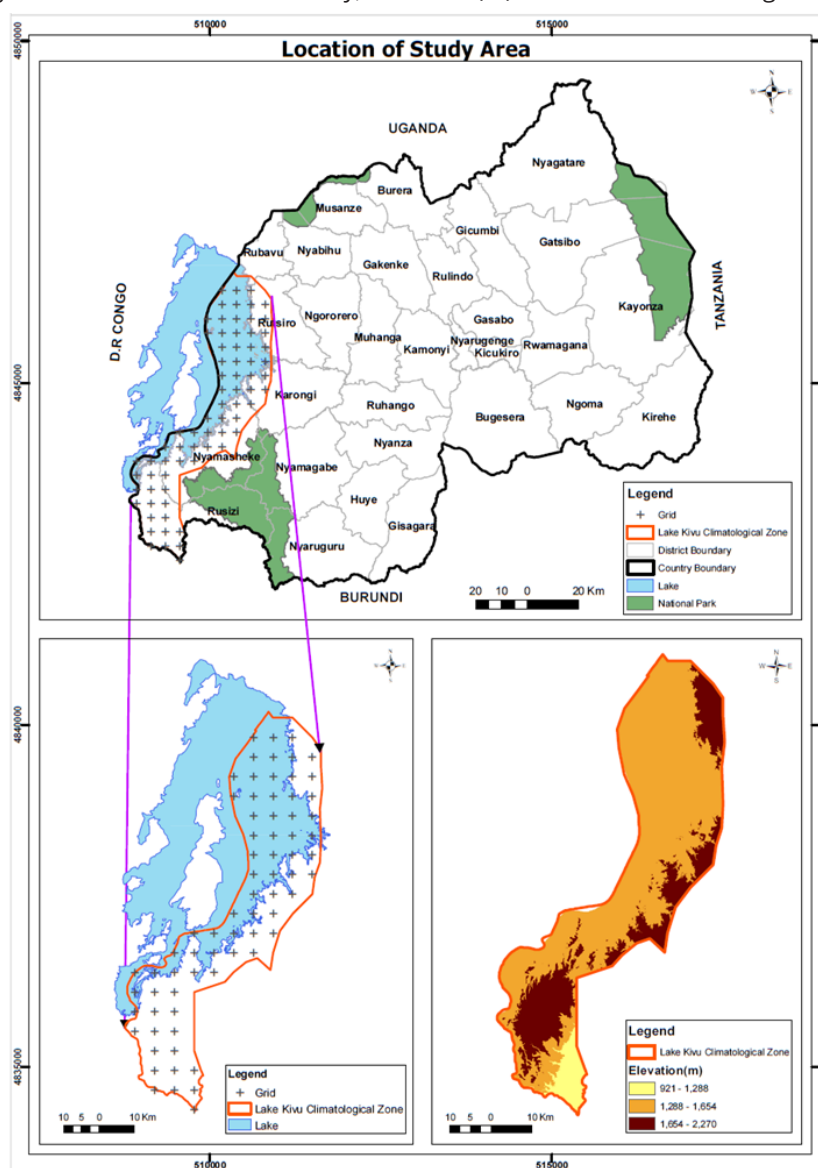 510000
515000
4850000
Location of Study Area
N
W E
S
UGANDA
Nyagatare
Burera
Musanze
Gicumbi
Rubavu
Nyabihu
Gatsibo
Gakenke
Rulindo
D.R CONGO
TANZANIA
Kayonza
Rutsiro
Ngororero
Gasabo
Muhanga
Nyarugenge
Rwamagana
Kamonyi
Kicukiro
4845000
Karongi
Ruhango
Bugesera
Ngoma
Kirehe
Nyanza
Nyamasheke
Nyamagabe
Huye
Rusizi
Gisagara
Nyaruguru
BURUNDI
Legend
Grid
Lake Kivu Climatological Zone
District Boundary
Country Boundary
Lake
National Park
20 10 0 20 Km
4840000
N
W E
S
4835000
Legend
Grid
Lake Kivu Climatological Zone
Lake
10 5 0 10 Km
N
W E
S
Legend
Lake Kivu Climatological Zone
Elevation(m)
921 - 1,288
1,288 - 1,654
1,654 - 2,270
10 5 0 10 Km
510000
515000